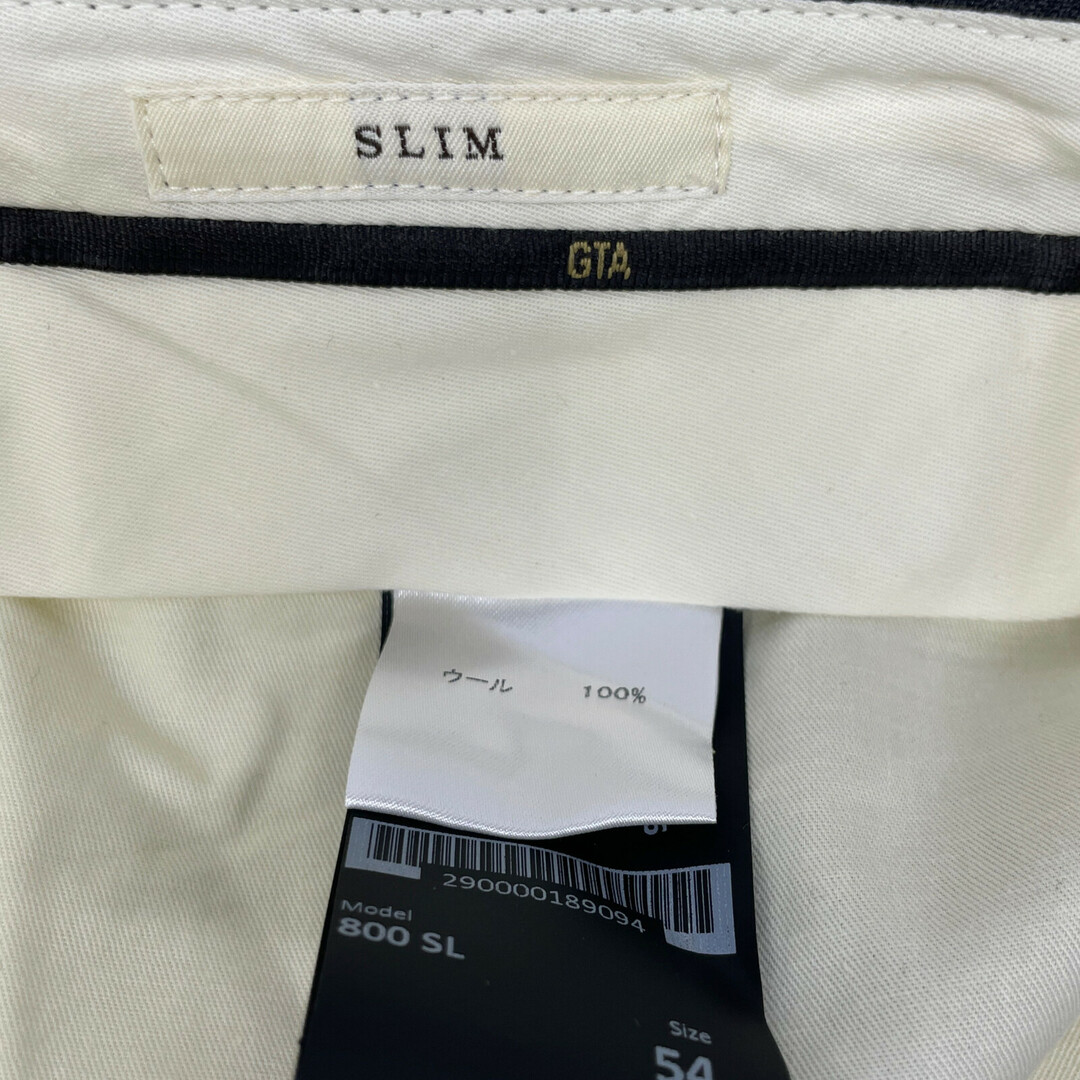 SLIM
GTA
ウール 100%
290000189094
Model
800 SL
Size
54